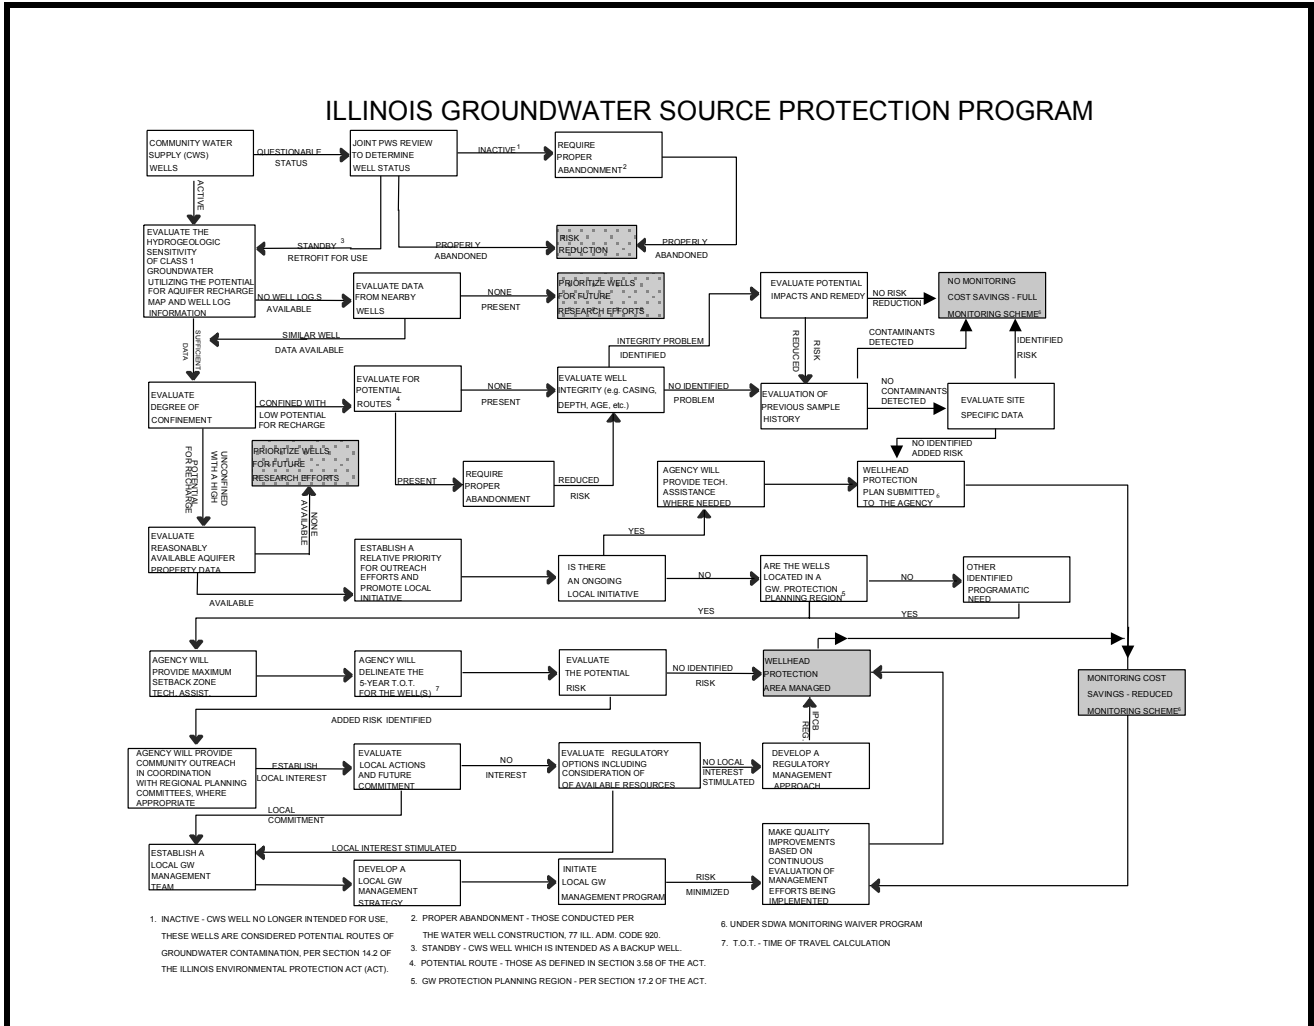 ILLINOIS GROUNDWATER SOURCE PROTECTION PROGRAM
COMMUNITY WATER
SUPPLY (CWS)
WELLS
QUESTIONABLE
STATUS
JOINT PWS REVIEW
TO DETERMINE
WELL STATUS
INACTIVE 1
REQUIRE
PROPER
ABANDONMENT 2
ACTIVE
EVALUATE THE
HYDROGEOLOGIC
SENSITIVITY
OF CLASS 1
GROUNDWATER
UTILIZING THE POTENTIAL
FOR AQUIFER RECHARGE
MAP AND WELL LOG
INFORMATION
STANDBY 3
RETROFIT FOR USE
PROPERLY
ABANDONED
RISK
REDUCTION
PROPERLY
ABANDONED
NO WELL LOG S
AVAILABLE
EVALUATE DATA
FROM NEARBY
WELLS
NONE
PRESENT
PRIORITIZE WELLS
FOR FUTURE
RESEARCH EFFORTS
EVALUATE POTENTIAL
IMPACTS AND REMEDY
NO RISK
REDUCTION
NO MONITORING
COST SAVINGS - FULL
MONITORING SCHEME 6
SUFFICIENT
DATA
SIMILAR WELL
DATA AVAILABLE
INTEGRITY PROBLEM
IDENTIFIED
RISK
REDUCED
CONTAMINANTS
DETECTED
IDENTIFIED
RISK
EVALUATE
DEGREE OF
CONFINEMENT
CONFINED WITH
LOW POTENTIAL
FOR RECHARGE
EVALUATE FOR
POTENTIAL
ROUTES 4
NONE
PRESENT
EVALUATE WELL
INTEGRITY (e.g. CASING,
DEPTH, AGE, etc.)
NO IDENTIFIED
PROBLEM
EVALUATION OF
PREVIOUS SAMPLE
HISTORY
NO
CONTAMINANTS
DETECTED
EVALUATE SITE
SPECIFIC DATA
NO IDENTIFIED
ADDED RISK
UNCONFINED
WITH A HIGH
POTENTIAL
FOR RECHARGE
PRIORITIZE WELLS
FOR FUTURE
RESEARCH EFFORTS
PRESENT
REQUIRE
PROPER
ABANDONMENT
REDUCED
RISK
AGENCY WILL
PROVIDE TECH.
ASSISTANCE
WHERE NEEDED
WELLHEAD
PROTECTION
PLAN SUBMITTED 6
TO THE AGENCY
NONE
AVAILABLE
YES
EVALUATE
REASONABLY
AVAILABLE AQUIFER
PROPERTY DATA
AVAILABLE
ESTABLISH A
RELATIVE PRIORITY
FOR OUTREACH
EFFORTS AND
PROMOTE LOCAL
INITIATIVE
IS THERE
AN ONGOING
LOCAL INITIATIVE
NO
ARE THE WELLS
LOCATED IN A
GW. PROTECTION
PLANNING REGION 5
NO
OTHER
IDENTIFIED
PROGRAMATIC
NEED
YES
YES
AGENCY WILL
PROVIDE MAXIMUM
SETBACK ZONE
TECH. ASSIST.
AGENCY WILL
DELINEATE THE
5-YEAR T.O.T.
FOR THE WELL(S) 7
EVALUATE
THE POTENTIAL
RISK
NO IDENTIFIED
RISK
WELLHEAD
PROTECTION
AREA MANAGED
MONITORING COST
SAVINGS - REDUCED
MONITORING SCHEME 6
ADDED RISK IDENTIFIED
IPCB
REG.
AGENCY WILL PROVIDE
COMMUNITY OUTREACH
IN COORDINATION
WITH REGIONAL PLANNING
COMMITTEES, WHERE
APPROPRIATE
ESTABLISH
LOCAL INTEREST
EVALUATE
LOCAL ACTIONS
AND FUTURE
COMMITMENT
NO
INTEREST
EVALUATE REGULATORY
OPTIONS INCLUDING
CONSIDERATION OF
OF AVAILABLE RESOURCES
NO LOCAL
INTEREST
STIMULATED
DEVELOP A
REGULATORY
MANAGEMENT
APPROACH
LOCAL
COMMITMENT
ESTABLISH A
LOCAL GW
MANAGEMENT
TEAM
LOCAL INTEREST STIMULATED
DEVELOP A
LOCAL GW
MANAGEMENT
STRATEGY
INITIATE
LOCAL GW
MANAGEMENT PROGRAM
RISK
MINIMIZED
MAKE QUALITY
IMPROVEMENTS
BASED ON
CONTINUOUS
EVALUATION OF
MANAGEMENT
EFFORTS BEING
IMPLEMENTED
1. INACTIVE - CWS WELL NO LONGER INTENDED FOR USE,
THESE WELLS ARE CONSIDERED POTENTIAL ROUTES OF
GROUNDWATER CONTAMINATION, PER SECTION 14.2 OF
THE ILLINOIS ENVIRONMENTAL PROTECTION ACT (ACT).
2. PROPER ABANDONMENT - THOSE CONDUCTED PER
THE WATER WELL CONSTRUCTION, 77 ILL. ADM. CODE 920.
3. STANDBY - CWS WELL WHICH IS INTENDED AS A BACKUP WELL.
4. POTENTIAL ROUTE - THOSE AS DEFINED IN SECTION 3.58 OF THE ACT.
5. GW PROTECTION PLANNING REGION - PER SECTION 17.2 OF THE ACT.
6. UNDER SDWA MONITORING WAIVER PROGRAM
7. T.O.T. - TIME OF TRAVEL CALCULATION